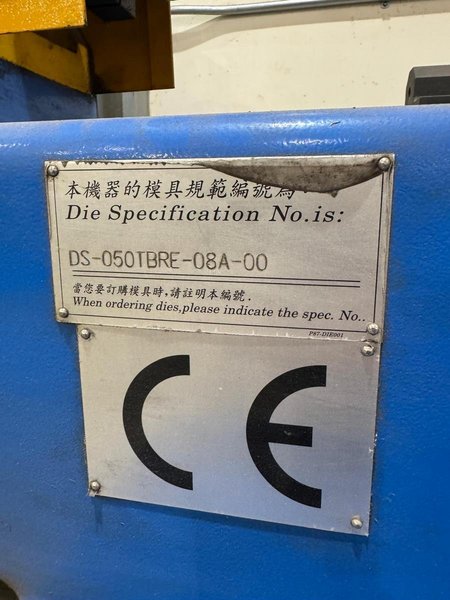 本機器的模具規範編號為:
Die Specification No.is:
DS-050TBRE-08A-00
當您要訂購模具時,請註明本編號.
When ordering dies,please indicate the spec. No..
P87-DIE001
CE